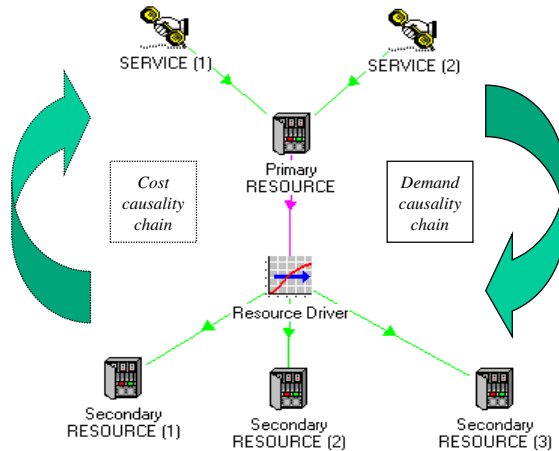 SERVICE (1)
SERVICE (2)
Primary
RESOURCE
Cost
causality
chain
Demand
causality
chain
Resource Driver
Secondary
RESOURCE (1)
Secondary
RESOURCE (2)
Secondary
RESOURCE (3)